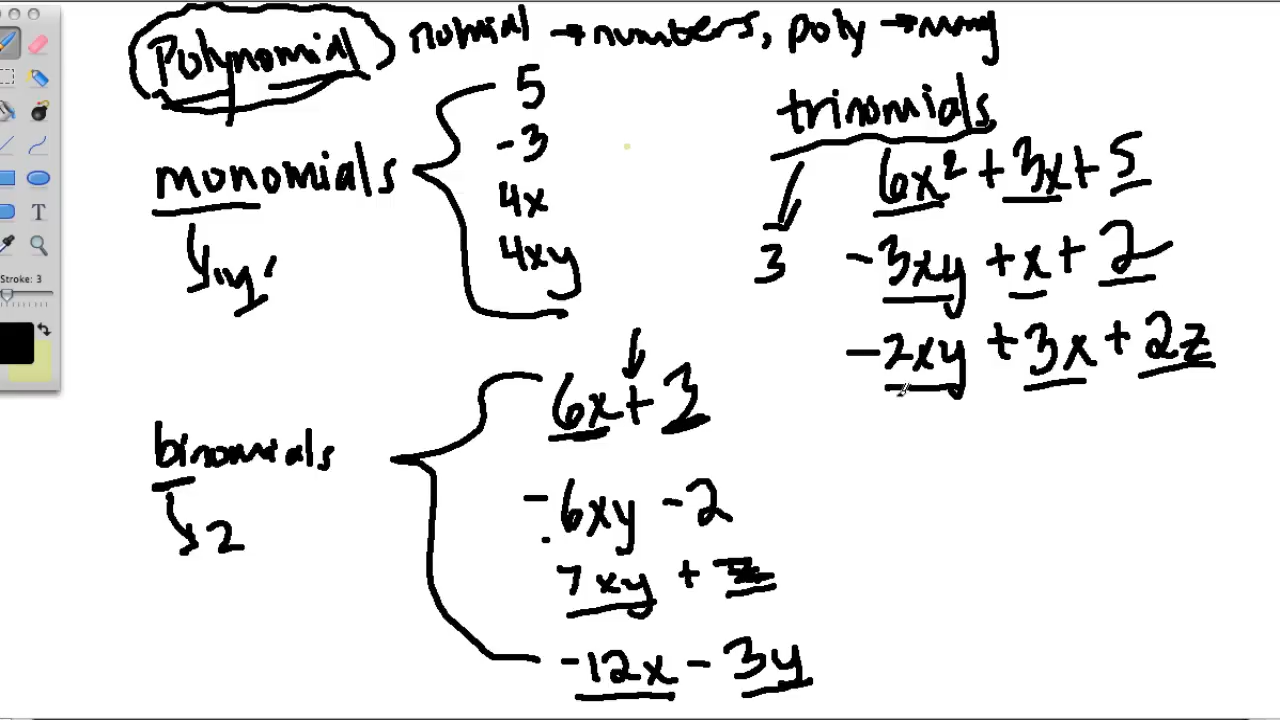 Polynomial nomial → numbers, poly → many
monomials
5
-3
4x
4xy
trinomials
3
6x² + 3x + 5
-3xy + x + 2
-2xy + 3x + 2z
binomials
2
6x + 3
-6xy - 2
7xy +
-12x - 3y
T
Stroke: 3